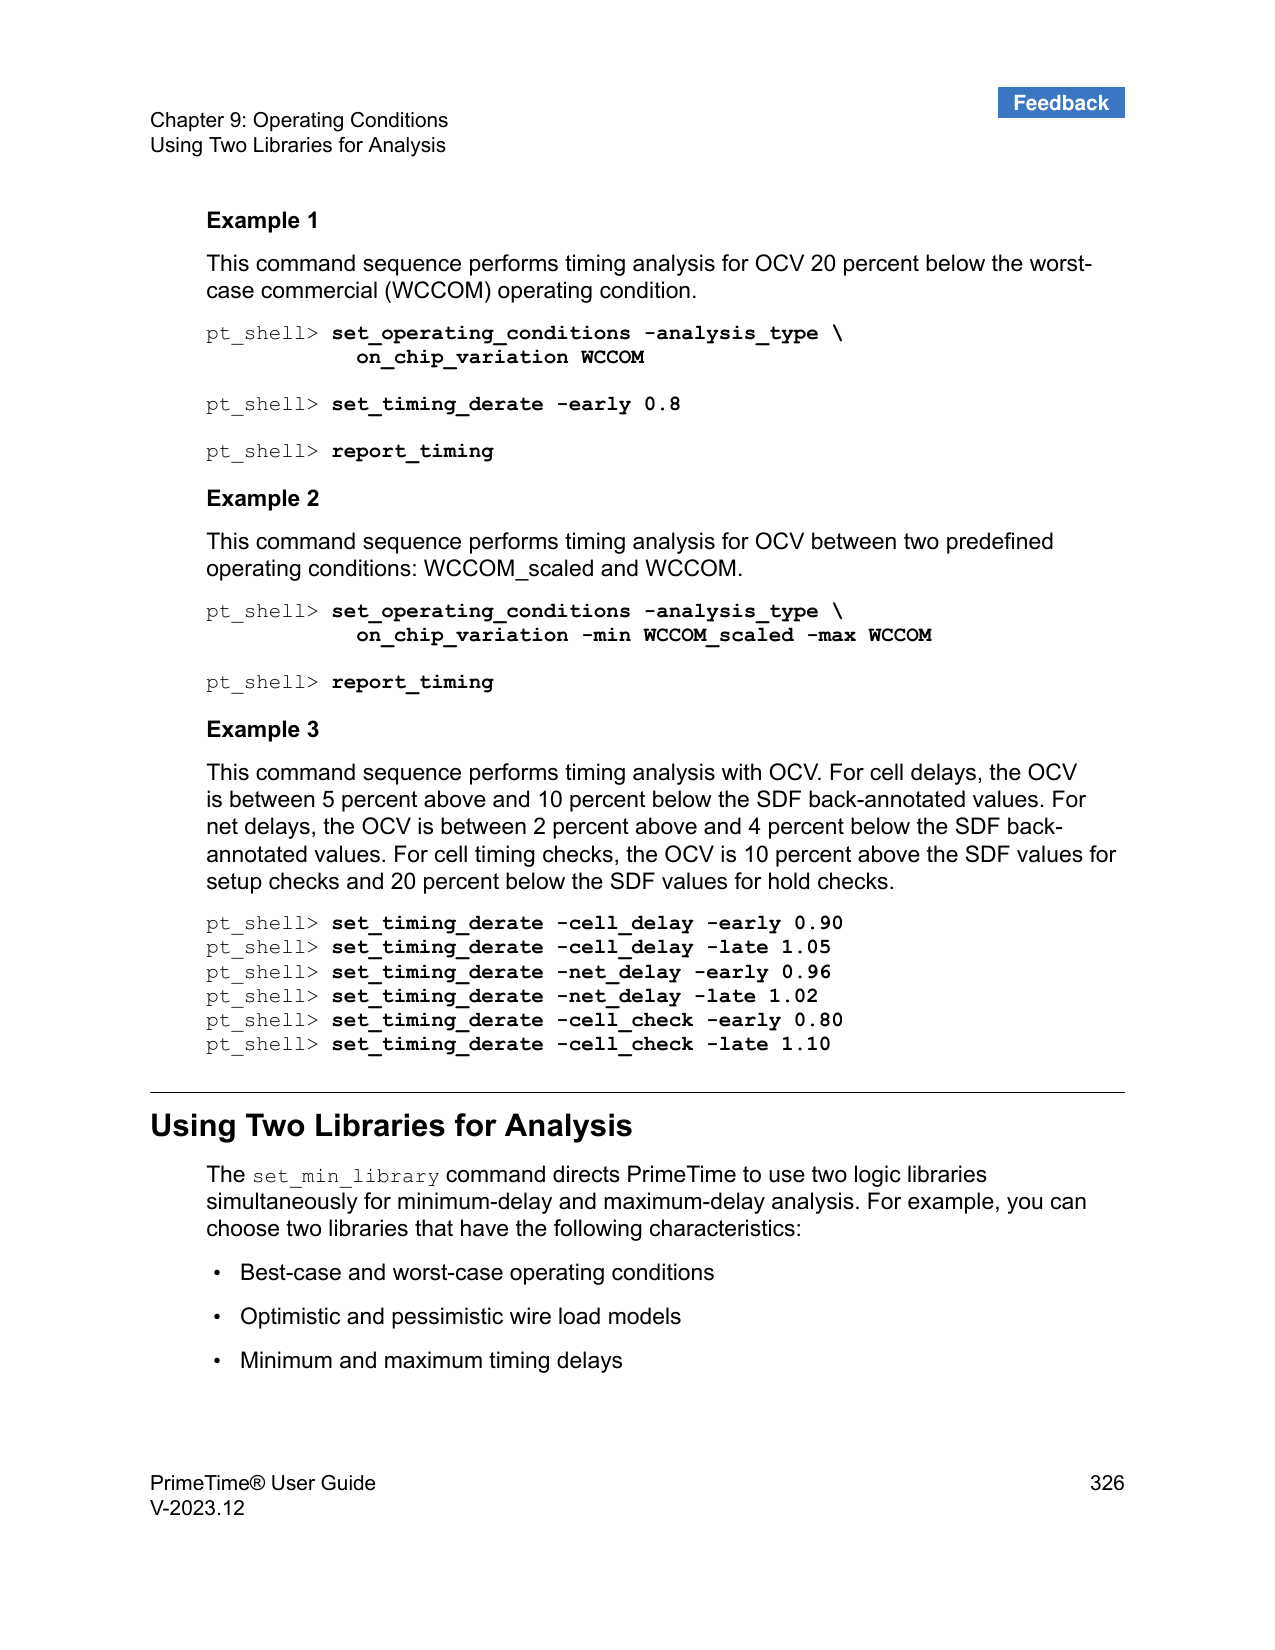 Feedback
Chapter 9: Operating Conditions
Using Two Libraries for Analysis
Example 1
This command sequence performs timing analysis for OCV 20 percent below the worst-
case commercial (WCCOM) operating condition.
pt_shell> set_operating_conditions -analysis_type \
on_chip_variation WCCOM
pt_shell> set_timing_derate -early 0.8
pt_shell> report_timing
Example 2
This command sequence performs timing analysis for OCV between two predefined
operating conditions: WCCOM_scaled and WCCOM.
pt_shell> set_operating_conditions -analysis_type \
on_chip_variation -min WCCOM_scaled -max WCCOM
pt_shell> report_timing
Example 3
This command sequence performs timing analysis with OCV. For cell delays, the OCV
is between 5 percent above and 10 percent below the SDF back-annotated values. For
net delays, the OCV is between 2 percent above and 4 percent below the SDF back-
annotated values. For cell timing checks, the OCV is 10 percent above the SDF values for
setup checks and 20 percent below the SDF values for hold checks.
pt_shell> set_timing_derate -cell_delay -early 0.90
pt_shell> set_timing_derate -cell_delay -late 1.05
pt_shell> set_timing_derate -net_delay -early 0.96
pt_shell> set_timing_derate -net_delay -late 1.02
pt_shell> set_timing_derate -cell_check -early 0.80
pt_shell> set_timing_derate -cell_check -late 1.10
Using Two Libraries for Analysis
The set_min_library command directs PrimeTime to use two logic libraries
simultaneously for minimum-delay and maximum-delay analysis. For example, you can
choose two libraries that have the following characteristics:
• Best-case and worst-case operating conditions
• Optimistic and pessimistic wire load models
• Minimum and maximum timing delays
PrimeTime® User Guide 326
V-2023.12